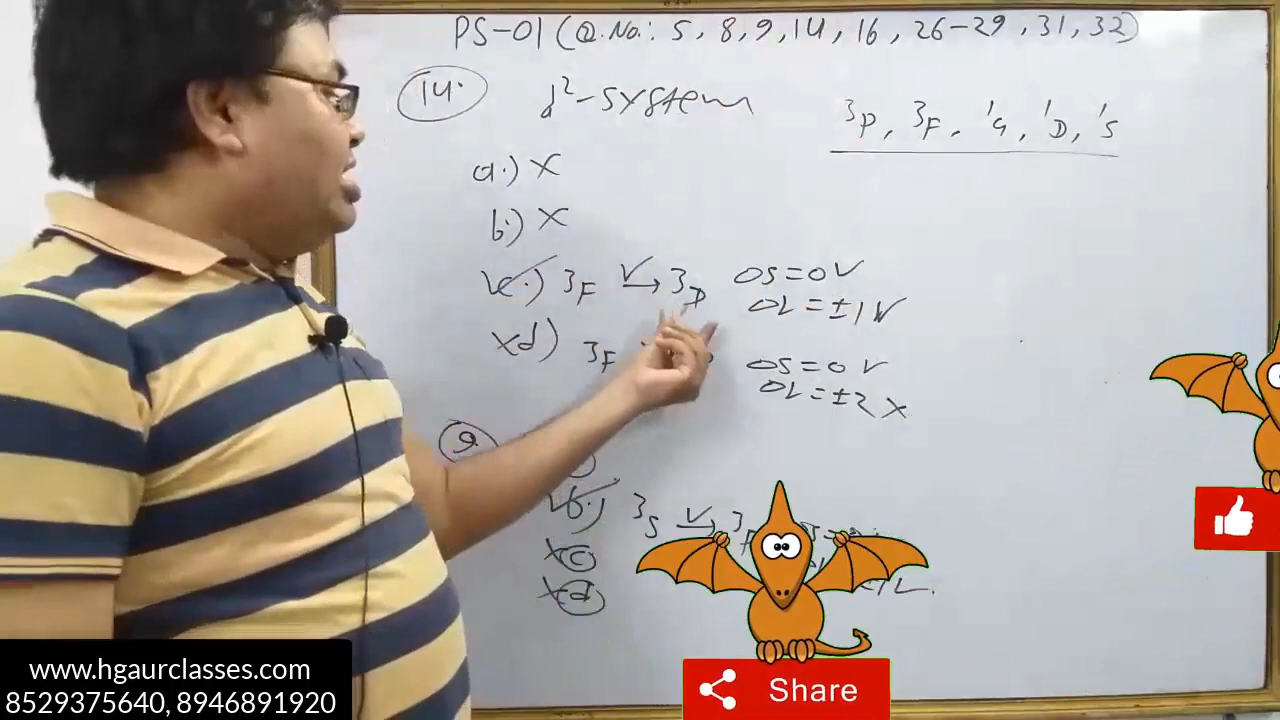 PS-01 (Q.No.: 5, 8, 9, 14, 16, 26-29, 31, 32)
14. d²-system ³P, ³F, ¹G, ¹D, ¹S
a.) X
b.) X
✓c.) ³F ✓→ ³D ΔS=0 ✓
ΔL=±1 ✓
Xd) ³F ΔS=0 ✓
ΔL=±2 X
9
✓b.) ³S ✓→
X c
X d
www.hgaurclasses.com
8529375640, 8946891920
Share